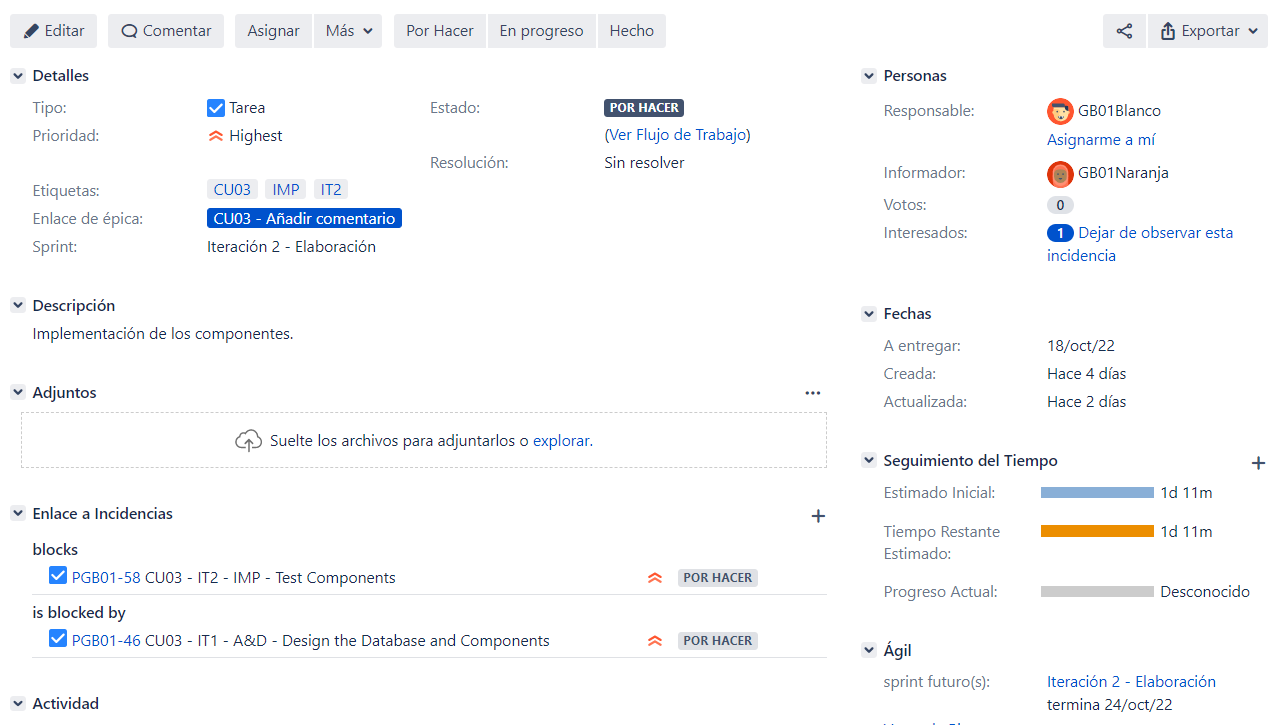 Editar Comentar Asignar Más Por Hacer En progreso Hecho Exportar
Detalles
Tipo: Tarea Estado: POR HACER
Prioridad: Highest (Ver Flujo de Trabajo)
Resolución: Sin resolver
Etiquetas: CU03 IMP IT2
Enlace de épica: CU03 - Añadir comentario
Sprint: Iteración 2 - Elaboración
Descripción
Implementación de los componentes.
Adjuntos
Suelte los archivos para adjuntarlos o explorar.
Enlace a Incidencias
blocks
PGB01-58 CU03 - IT2 - IMP - Test Components POR HACER
is blocked by
PGB01-46 CU03 - IT1 - A&D - Design the Database and Components POR HACER
Actividad
Personas
Responsable: GB01Blanco
Asignarme a mí
Informador: GB01Naranja
Votos: 0
Interesados: 1 Dejar de observar esta
incidencia
Fechas
A entregar: 18/oct/22
Creada: Hace 4 días
Actualizada: Hace 2 días
Seguimiento del Tiempo
Estimado Inicial: 1d 11m
Tiempo Restante 1d 11m
Estimado:
Progreso Actual: Desconocido
Ágil
sprint futuro(s): Iteración 2 - Elaboración
termina 24/oct/22